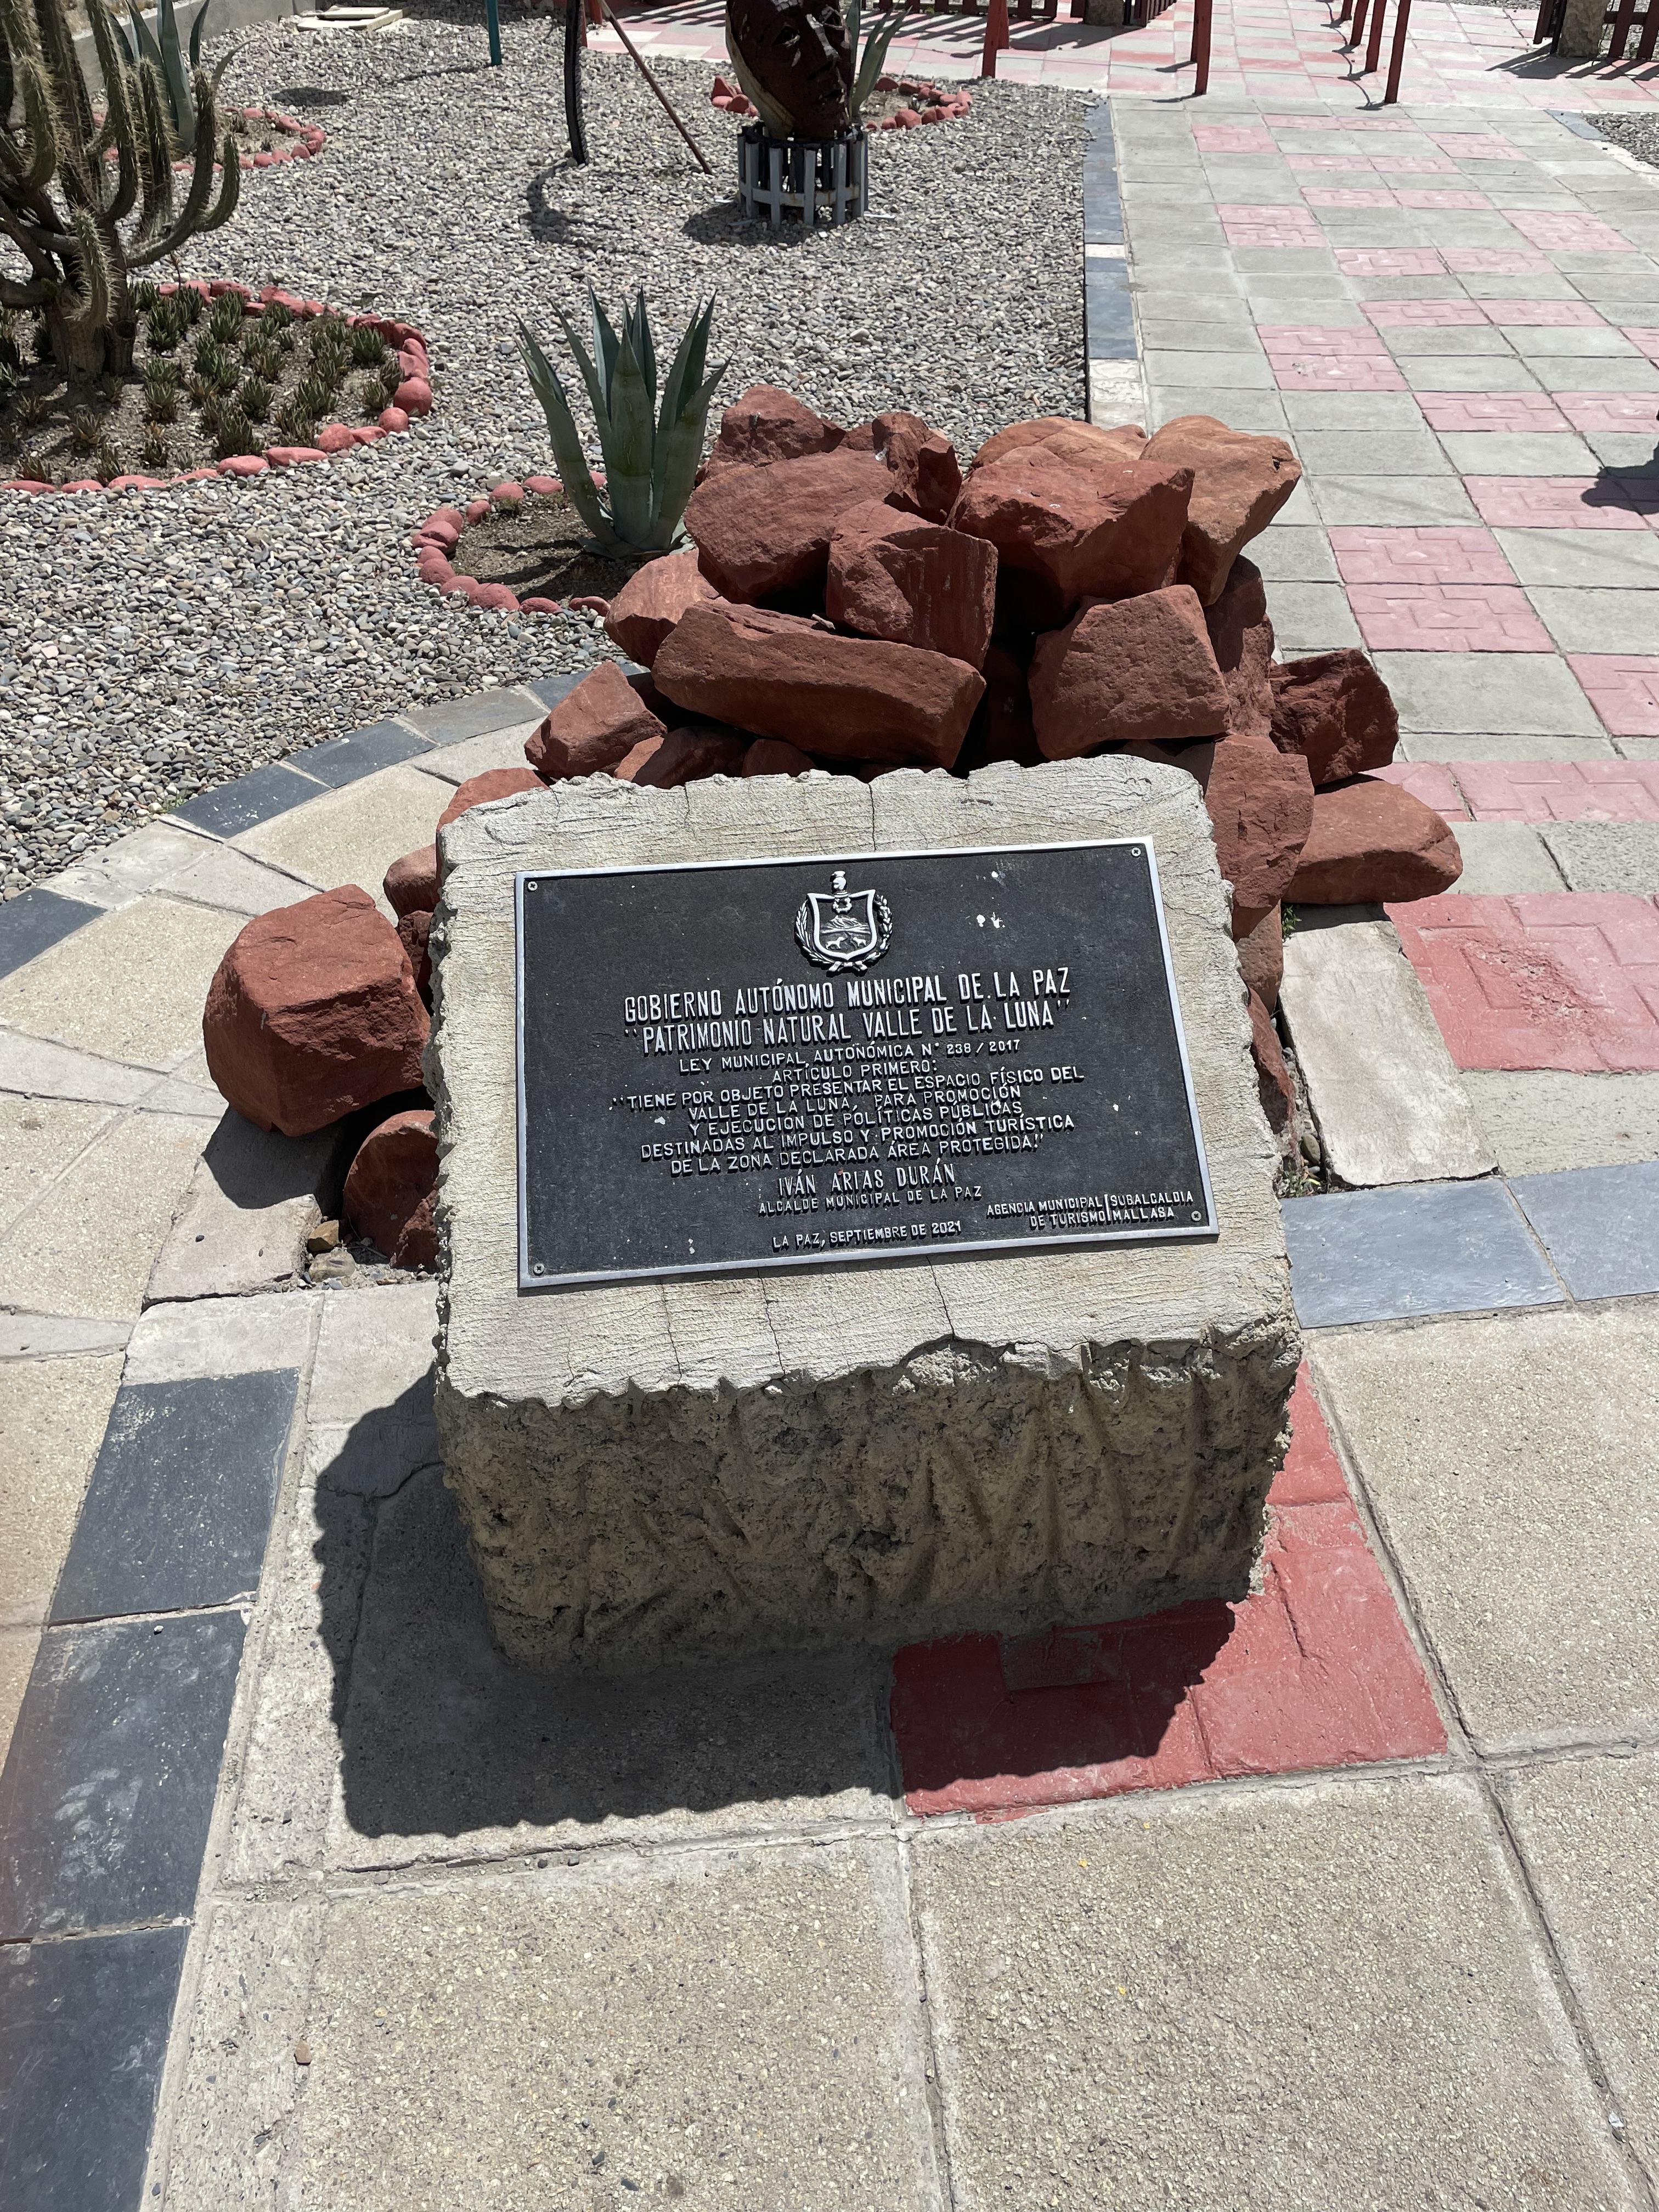 GOBIERNO AUTÓNOMO MUNICIPAL DE LA PAZ
"PATRIMONIO NATURAL VALLE DE LA LUNA"
LEY MUNICIPAL AUTONÓMICA N° 238 / 2017
ARTÍCULO PRIMERO:
"TIENE POR OBJETO PRESENTAR EL ESPACIO FÍSICO DEL
VALLE DE LA LUNA, PARA PROMOCIÓN
Y EJECUCIÓN DE POLÍTICAS PÚBLICAS
DESTINADAS AL IMPULSO Y PROMOCIÓN TURÍSTICA
DE LA ZONA DECLARADA ÁREA PROTEGIDA."
IVÁN ARIAS DURÁN
ALCALDE MUNICIPAL DE LA PAZ
AGENCIA MUNICIPAL | SUBALCALDIA
DE TURISMO | MALLASA
LA PAZ, SEPTIEMBRE DE 2021